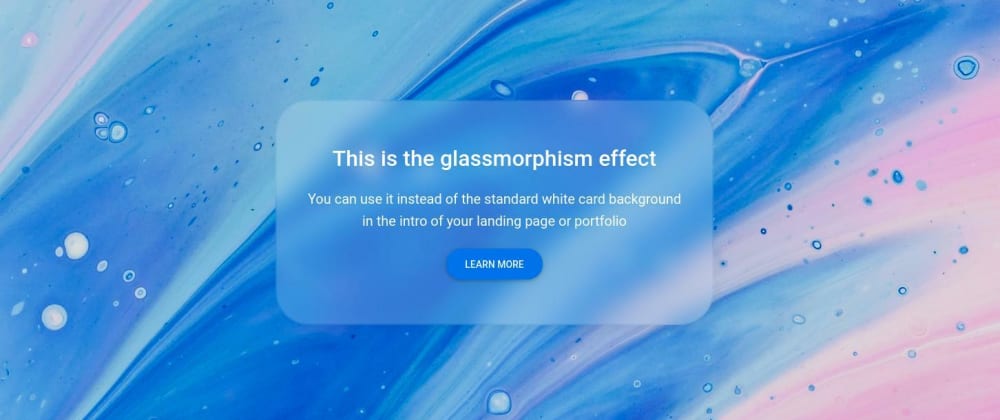 This is the glassmorphism effect
You can use it instead of the standard white card background
in the intro of your landing page or portfolio
LEARN MORE